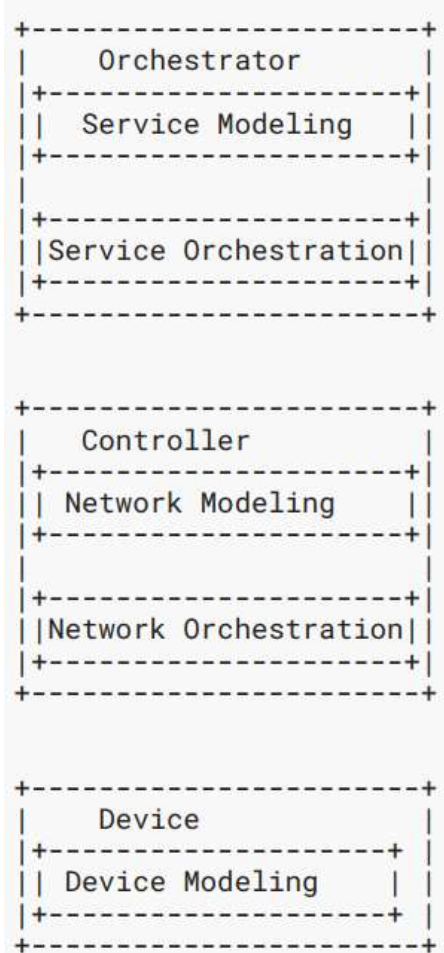 Orchestrator
Service Modeling
Service Orchestration
Controller
Network Modeling
Network Orchestration
Device
Device Modeling